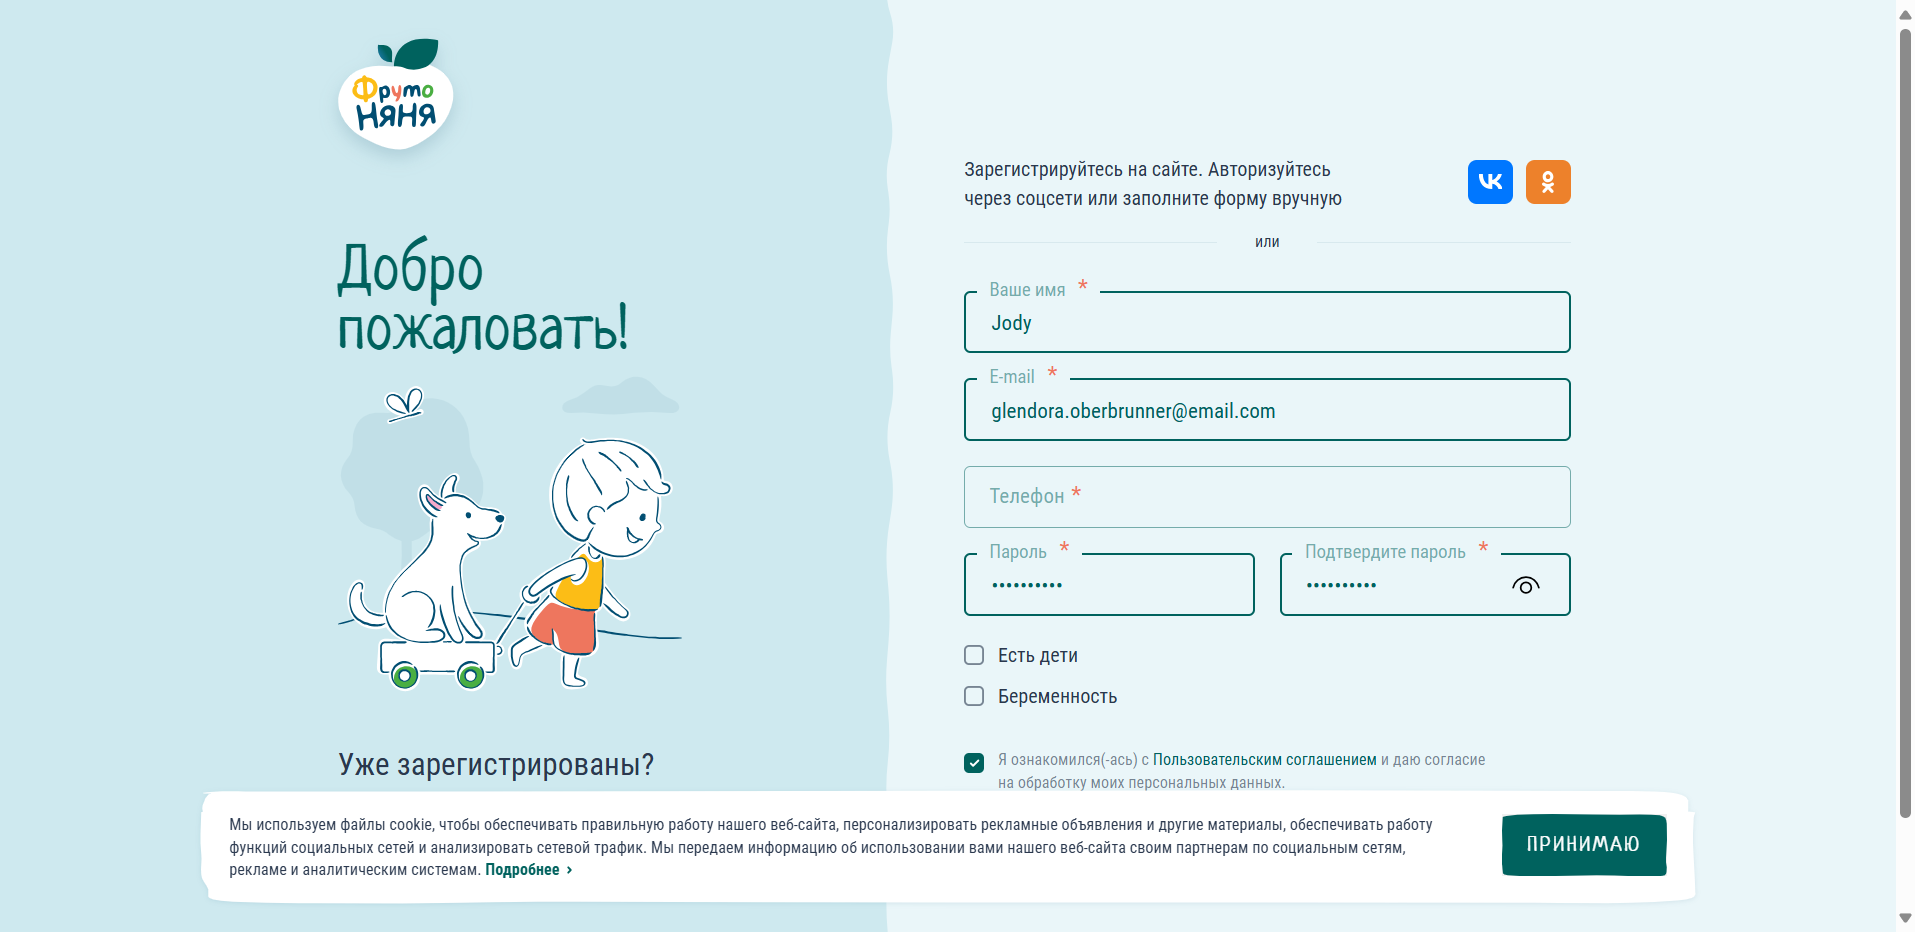 Фруто
Няня
Добро
пожаловать!
Уже зарегистрированы?
Зарегистрируйтесь на сайте. Авторизуйтесь
через соцсети или заполните форму вручную
или
Ваше имя *
Jody
E-mail *
glendora.oberbrunner@email.com
Телефон *
Пароль * Подтвердите пароль *
•••••••••• ••••••••••
Есть дети
Беременность
Я ознакомился(-ась) с Пользовательским соглашением и даю согласие
на обработку моих персональных данных.
Мы используем файлы cookie, чтобы обеспечивать правильную работу нашего веб-сайта, персонализировать рекламные объявления и другие материалы, обеспечивать работу
функций социальных сетей и анализировать сетевой трафик. Мы передаем информацию об использовании вами нашего веб-сайта своим партнерам по социальным сетям,
рекламе и аналитическим системам. Подробнее ›
ПРИНИМАЮ